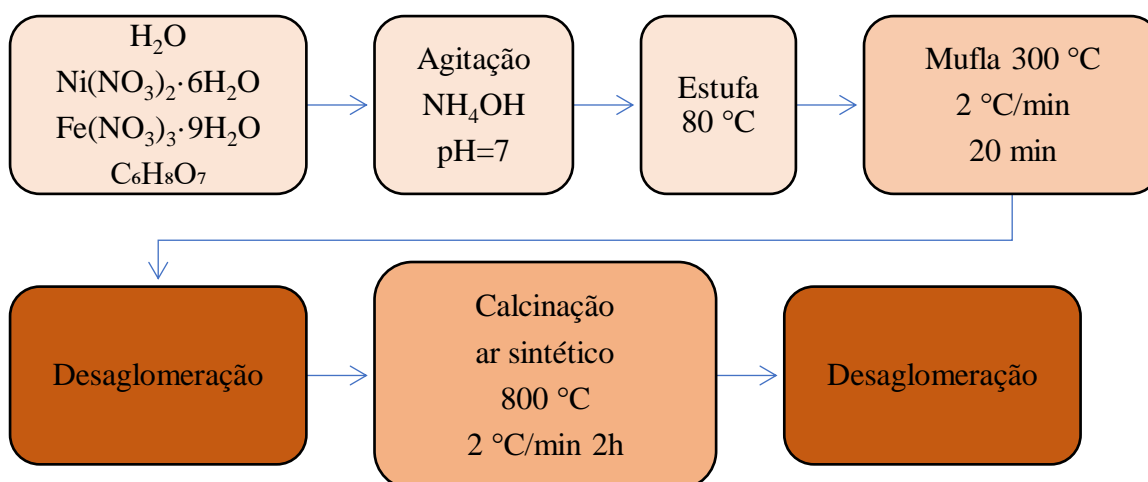 H₂O
Ni(NO₃)₂·6H₂O
Fe(NO₃)₃·9H₂O
C₆H₈O₇
Agitação
NH₄OH
pH=7
Estufa
80 °C
Mufla 300 °C
2 °C/min
20 min
Desaglomeração
Calcinação
ar sintético
800 °C
2 °C/min 2h
Desaglomeração